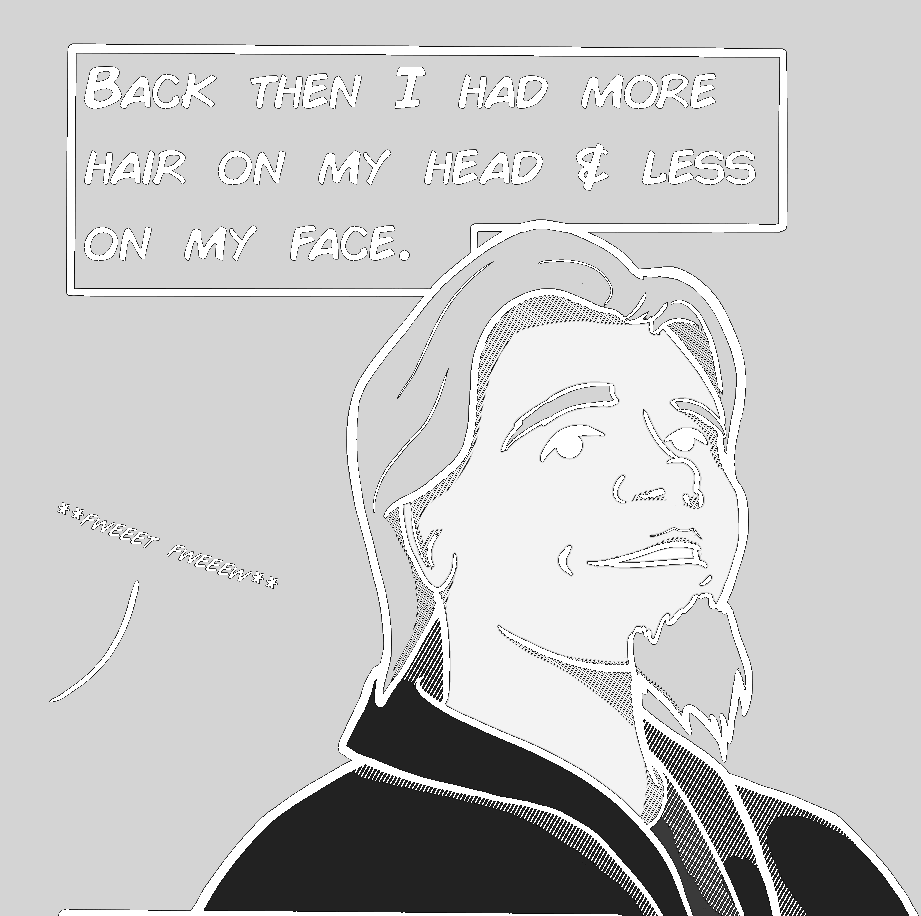 Back then I had more
hair on my head & less
on my face.
**fweeet fweeew**